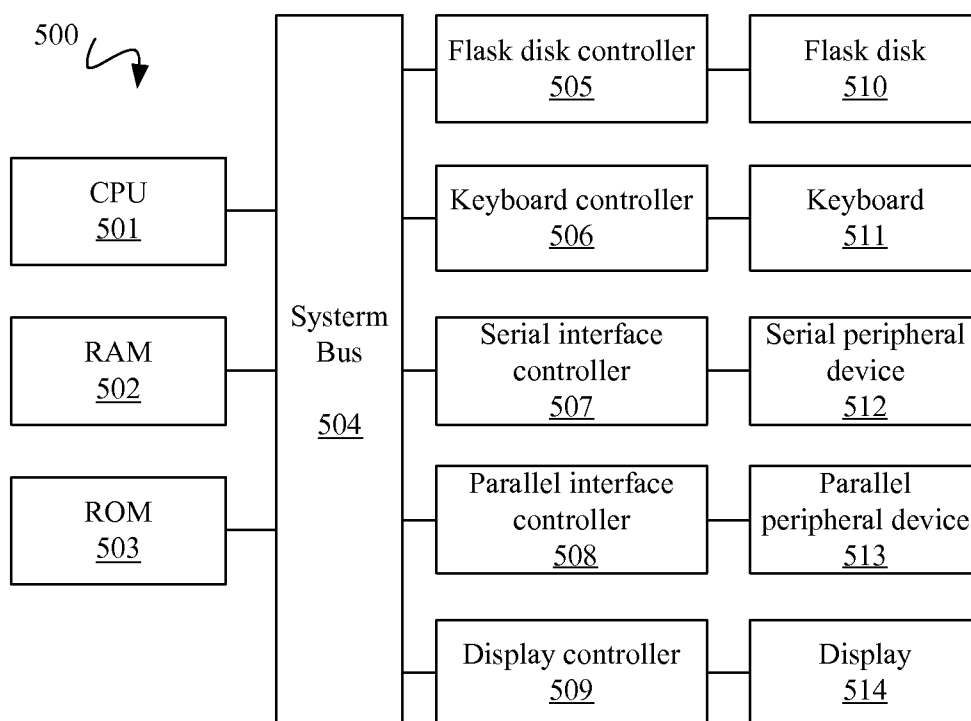 500
CPU
501
RAM
502
ROM
503
Systerm
Bus
504
Flask disk controller
505
Flask disk
510
Keyboard controller
506
Keyboard
511
Serial interface
controller
507
Serial peripheral
device
512
Parallel interface
controller
508
Parallel
peripheral device
513
Display controller
509
Display
514